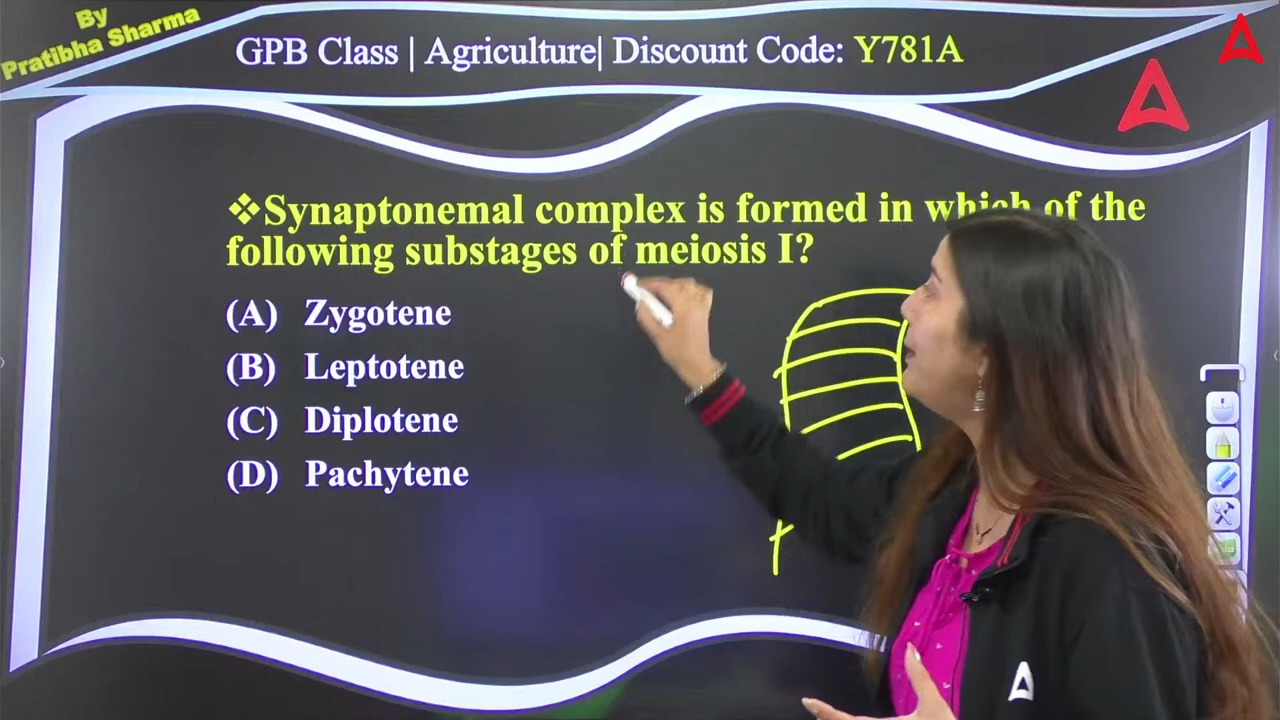 By
Pratibha Sharma
GPB Class | Agriculture| Discount Code: Y781A
❖Synaptonemal complex is formed in which of the
following substages of meiosis I?
(A) Zygotene
(B) Leptotene
(C) Diplotene
(D) Pachytene